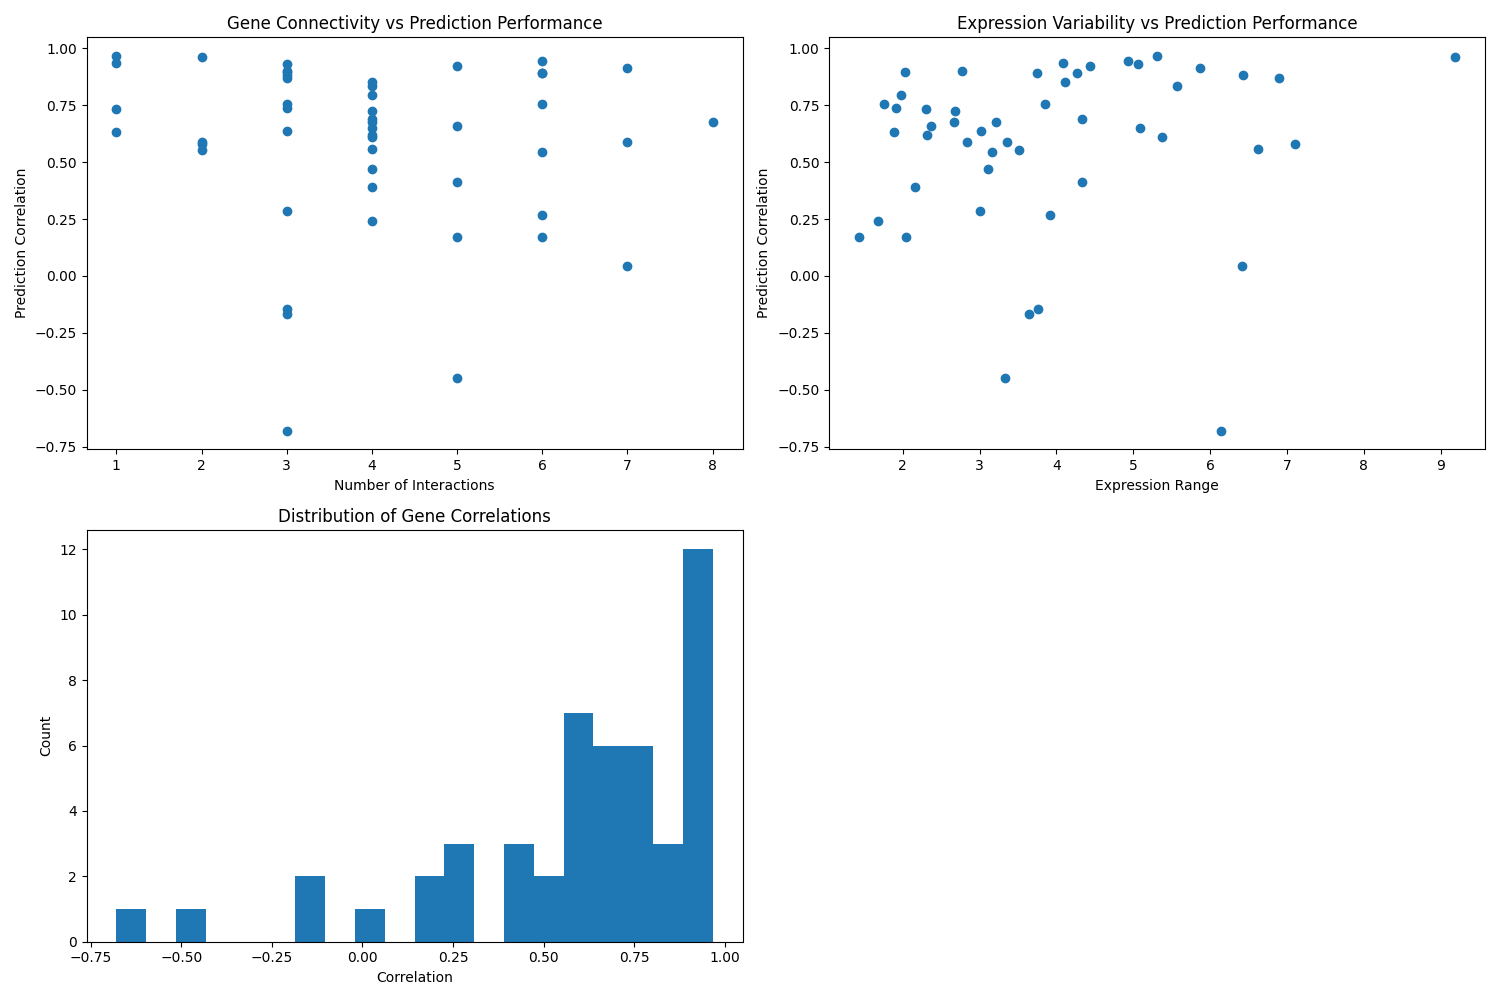 Gene Connectivity vs Prediction Performance
1.00
0.75
0.50
0.25
0.00
−0.25
−0.50
−0.75
Prediction Correlation
1 2 3 4 5 6 7 8
Number of Interactions
Expression Variability vs Prediction Performance
1.00
0.75
0.50
0.25
0.00
−0.25
−0.50
−0.75
Prediction Correlation
2 3 4 5 6 7 8 9
Expression Range
Distribution of Gene Correlations
12
10
8
6
4
2
0
Count
−0.75 −0.50 −0.25 0.00 0.25 0.50 0.75 1.00
Correlation